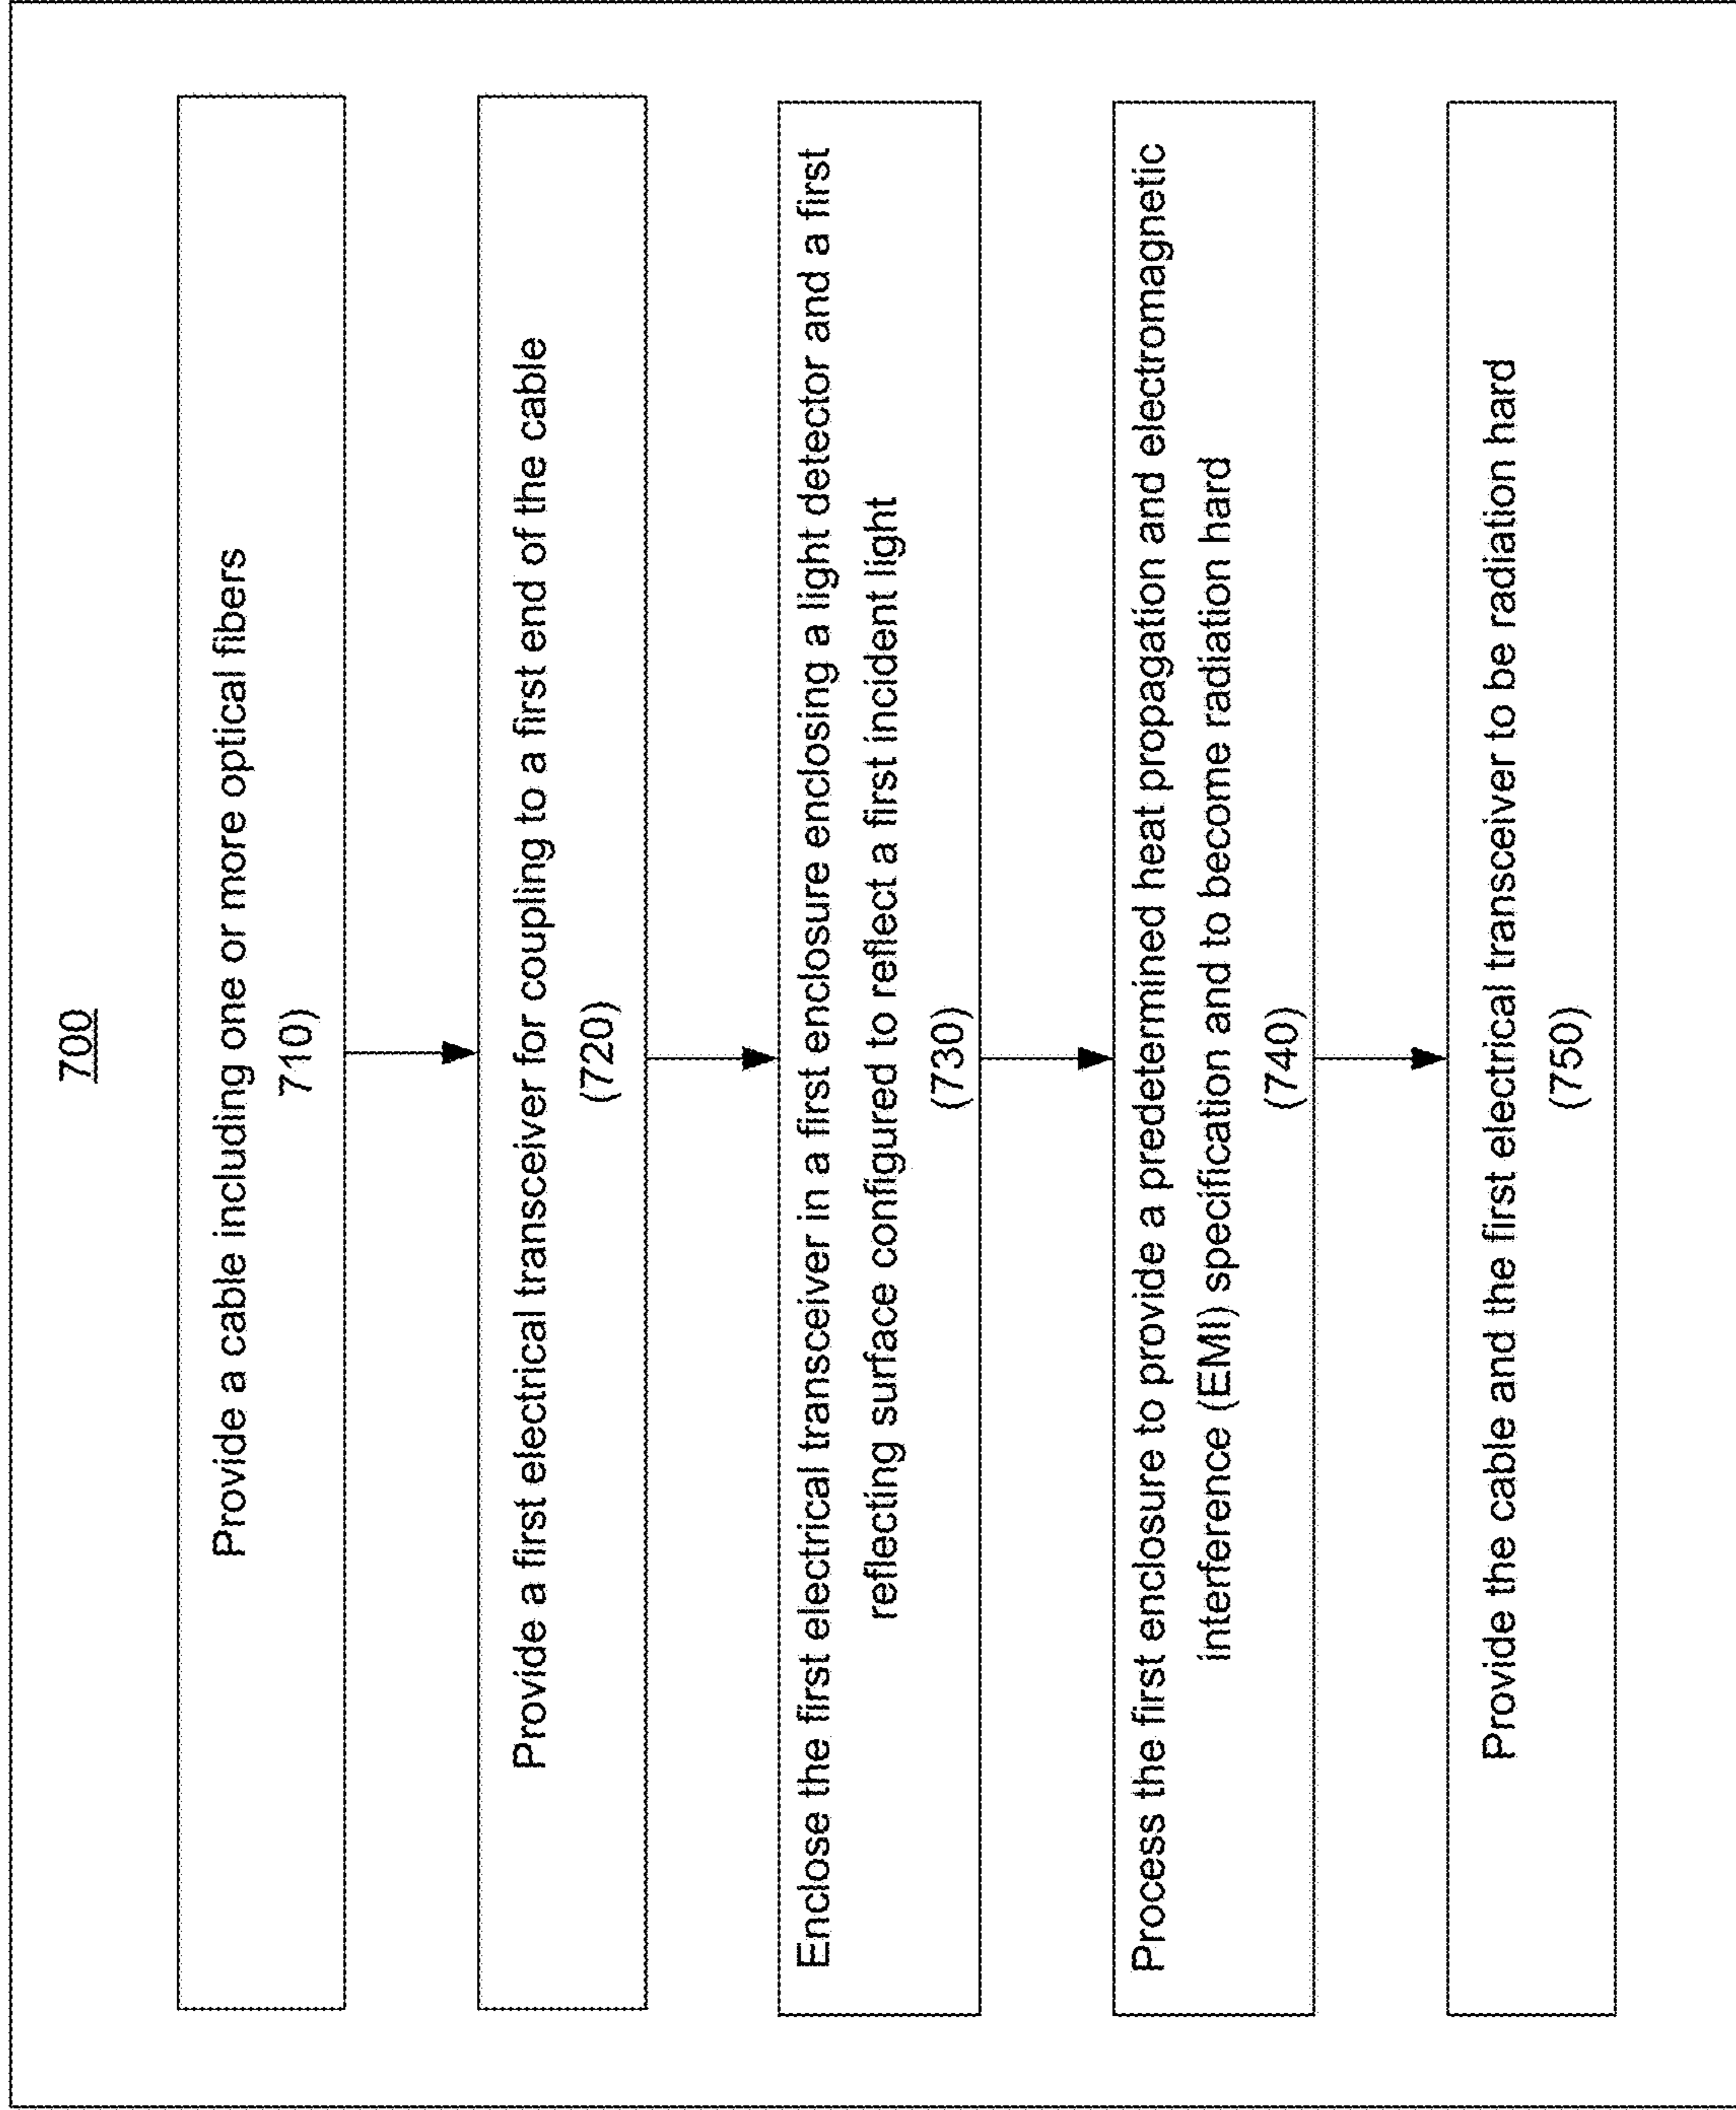 700
Provide a cable including one or more optical fibers
710)
Provide a first electrical transceiver for coupling to a first end of the cable
(720)
Enclose the first electrical transceiver in a first enclosure enclosing a light detector and a first
reflecting surface configured to reflect a first incident light
(730)
Process the first enclosure to provide a predetermined heat propagation and electromagnetic
interference (EMI) specification and to become radiation hard
(740)
Provide the cable and the first electrical transceiver to be radiation hard
(750)